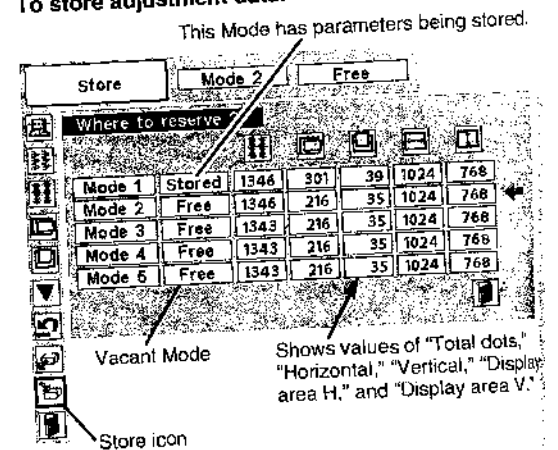 To store adjustment data.
This Mode has parameters being stored.
Store Mode 2 Free
Where to reserve ?
Mode 1 Stored 1346 301 39 1024 768
Mode 2 Free 1346 216 35 1024 768
Mode 3 Free 1343 216 35 1024 768
Mode 4 Free 1343 216 35 1024 768
Mode 5 Free 1343 216 35 1024 768
Vacant Mode
Shows values of “Total dots,”
“Horizontal,” “Vertical,” “Display
area H,” and “Display area V.”
Store icon